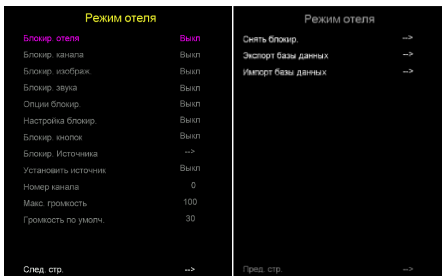 Режим отеля
Блокир. отеля Выкл
Блокир. канала Выкл
Блокир. изображ. Выкл
Блокир. звука Выкл
Опции блокир. Выкл
Настройка блокир. Выкл
Блокир. кнопок Выкл
Блокир. Источника -->
Установить источник Выкл
Номер канала 0
Макс. громкость 100
Громкость по умолч. 30
След. стр. -->
Режим отеля
Снять блокир. -->
Экспорт базы данных -->
Импорт базы данных -->
Пред. стр. -->